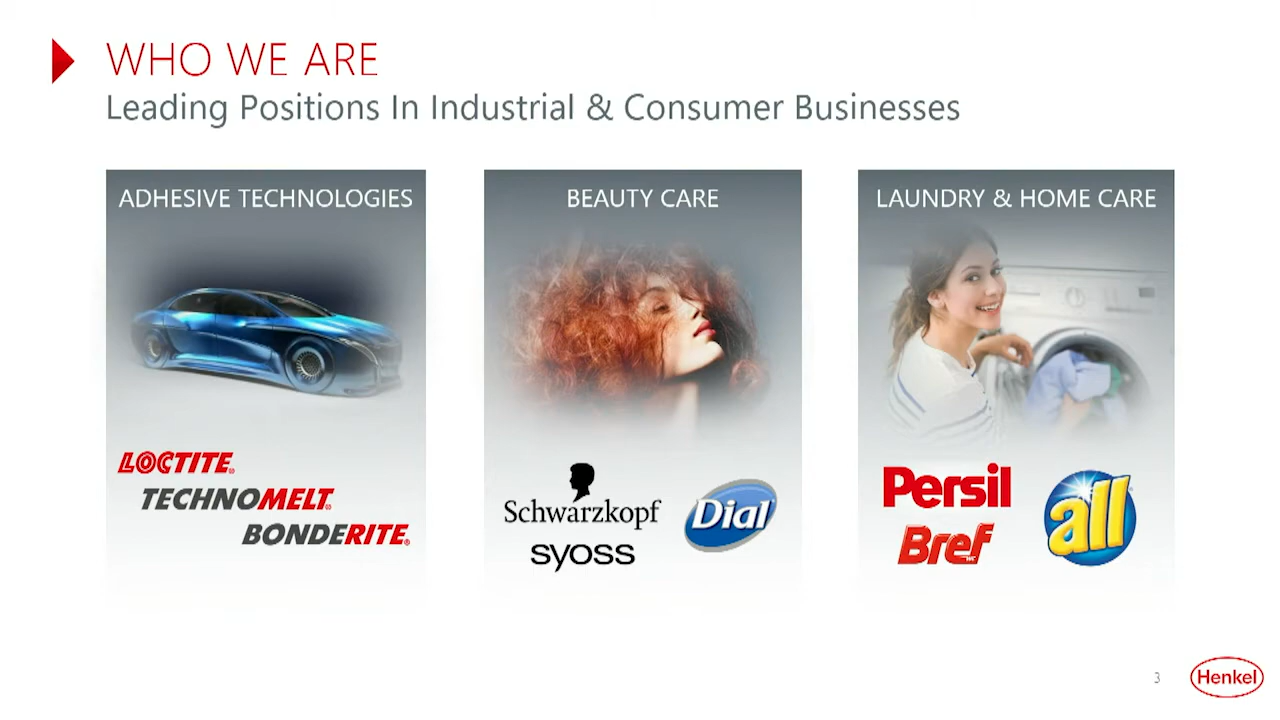 WHO WE ARE
Leading Positions In Industrial & Consumer Businesses
ADHESIVE TECHNOLOGIES
LOCTITE®
TECHNOMELT®
BONDERITE®
BEAUTY CARE
Schwarzkopf
Dial
syoss
LAUNDRY & HOME CARE
Persil
all
Bref
WC
3
Henkel